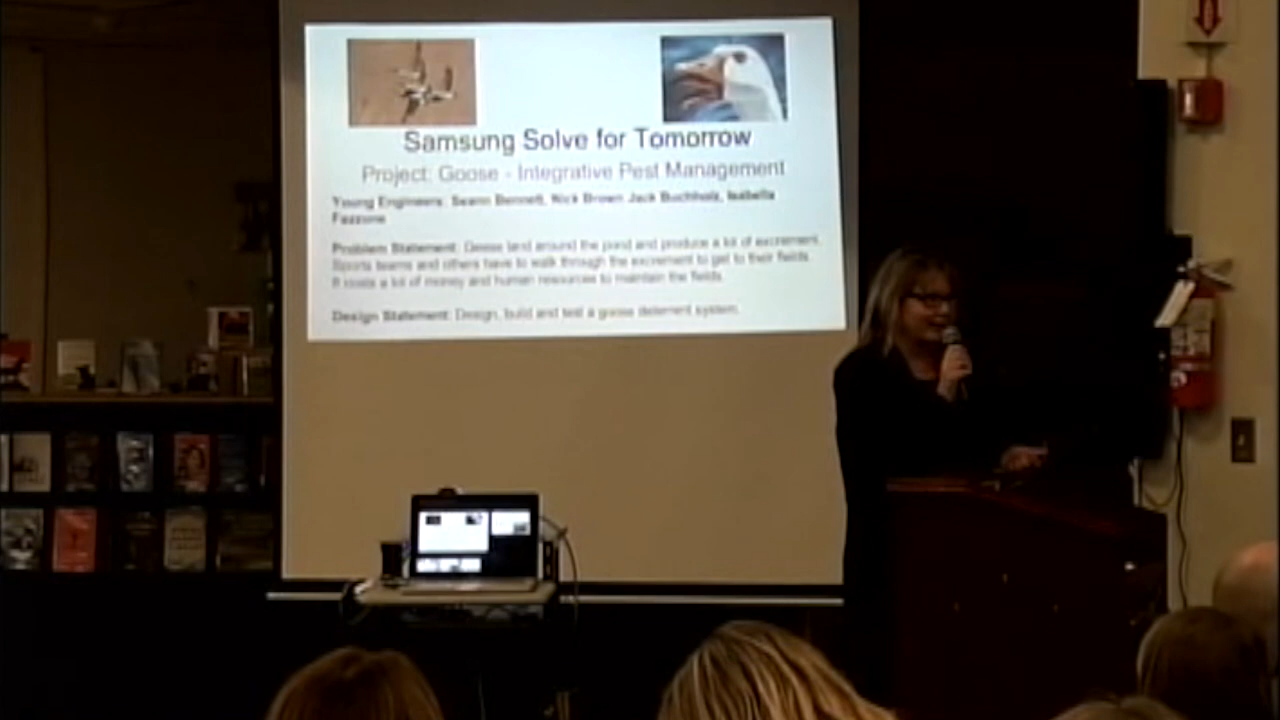 Samsung Solve for Tomorrow
Project: Goose - Integrative Pest Management
Young Engineers: Seann Bennett, Nick Brown Jack Buchholz, Isabella
Fazzone
Problem Statement: Geese land around the pond and produce a lot of excrement.
Sports teams and others have to walk through the excrement to get to their fields.
It costs a lot of money and human resources to maintain the fields.
Design Statement: Design, build and test a goose deterrent system.